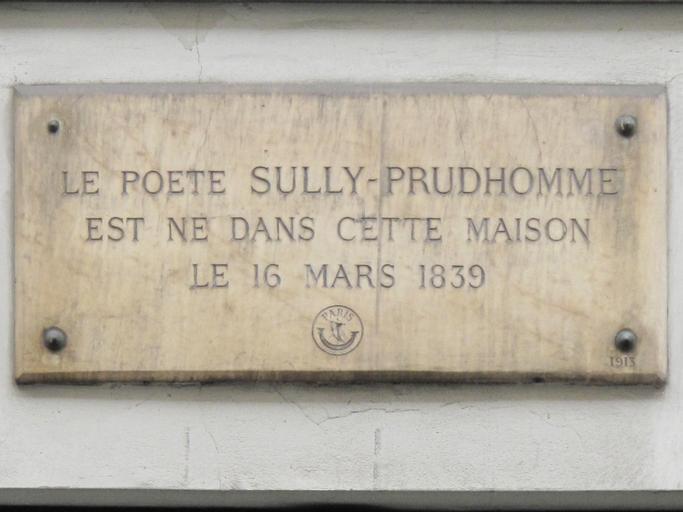 LE POETE SULLY-PRUDHOMME
EST NE DANS CETTE MAISON
LE 16 MARS 1839
PARIS
1913